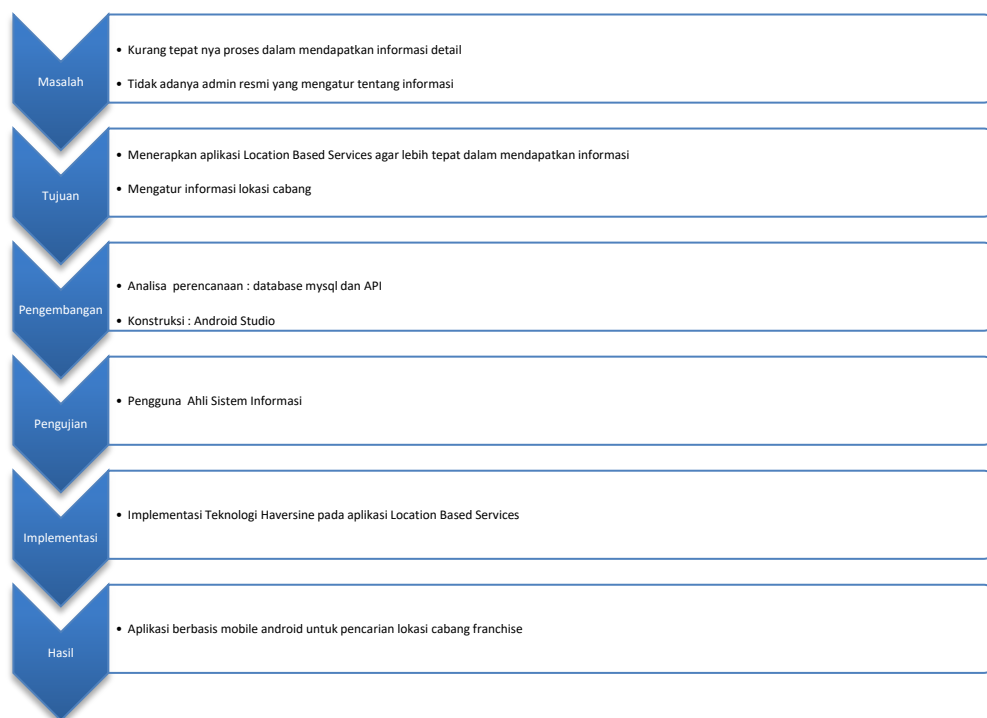 Masalah
• Kurang tepat nya proses dalam mendapatkan informasi detail
• Tidak adanya admin resmi yang mengatur tentang informasi
Tujuan
• Menerapkan aplikasi Location Based Services agar lebih tepat dalam mendapatkan informasi
• Mengatur informasi lokasi cabang
Pengembangan
• Analisa perencanaan : database mysql dan API
• Konstruksi : Android Studio
Pengujian
• Pengguna Ahli Sistem Informasi
Implementasi
• Implementasi Teknologi Haversine pada aplikasi Location Based Services
Hasil
• Aplikasi berbasis mobile android untuk pencarian lokasi cabang franchise